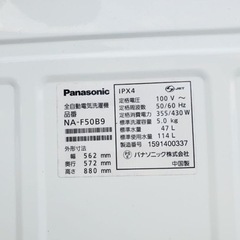 Panasonic
全自動電気洗濯機
品番
NA-F50B9
外形寸法
幅 562 mm
奥行 572 mm
高さ 880 mm
IPX4
JET
定格電圧: 100 V〜
定格周波数: 50/60 Hz
定格消費電力: 355/430 W
標準洗濯容量: 5.0 kg
標準水量: 47 L
標準使用水量: 114 L
製造番号: 1591400337
パナソニック株式会社
中国製